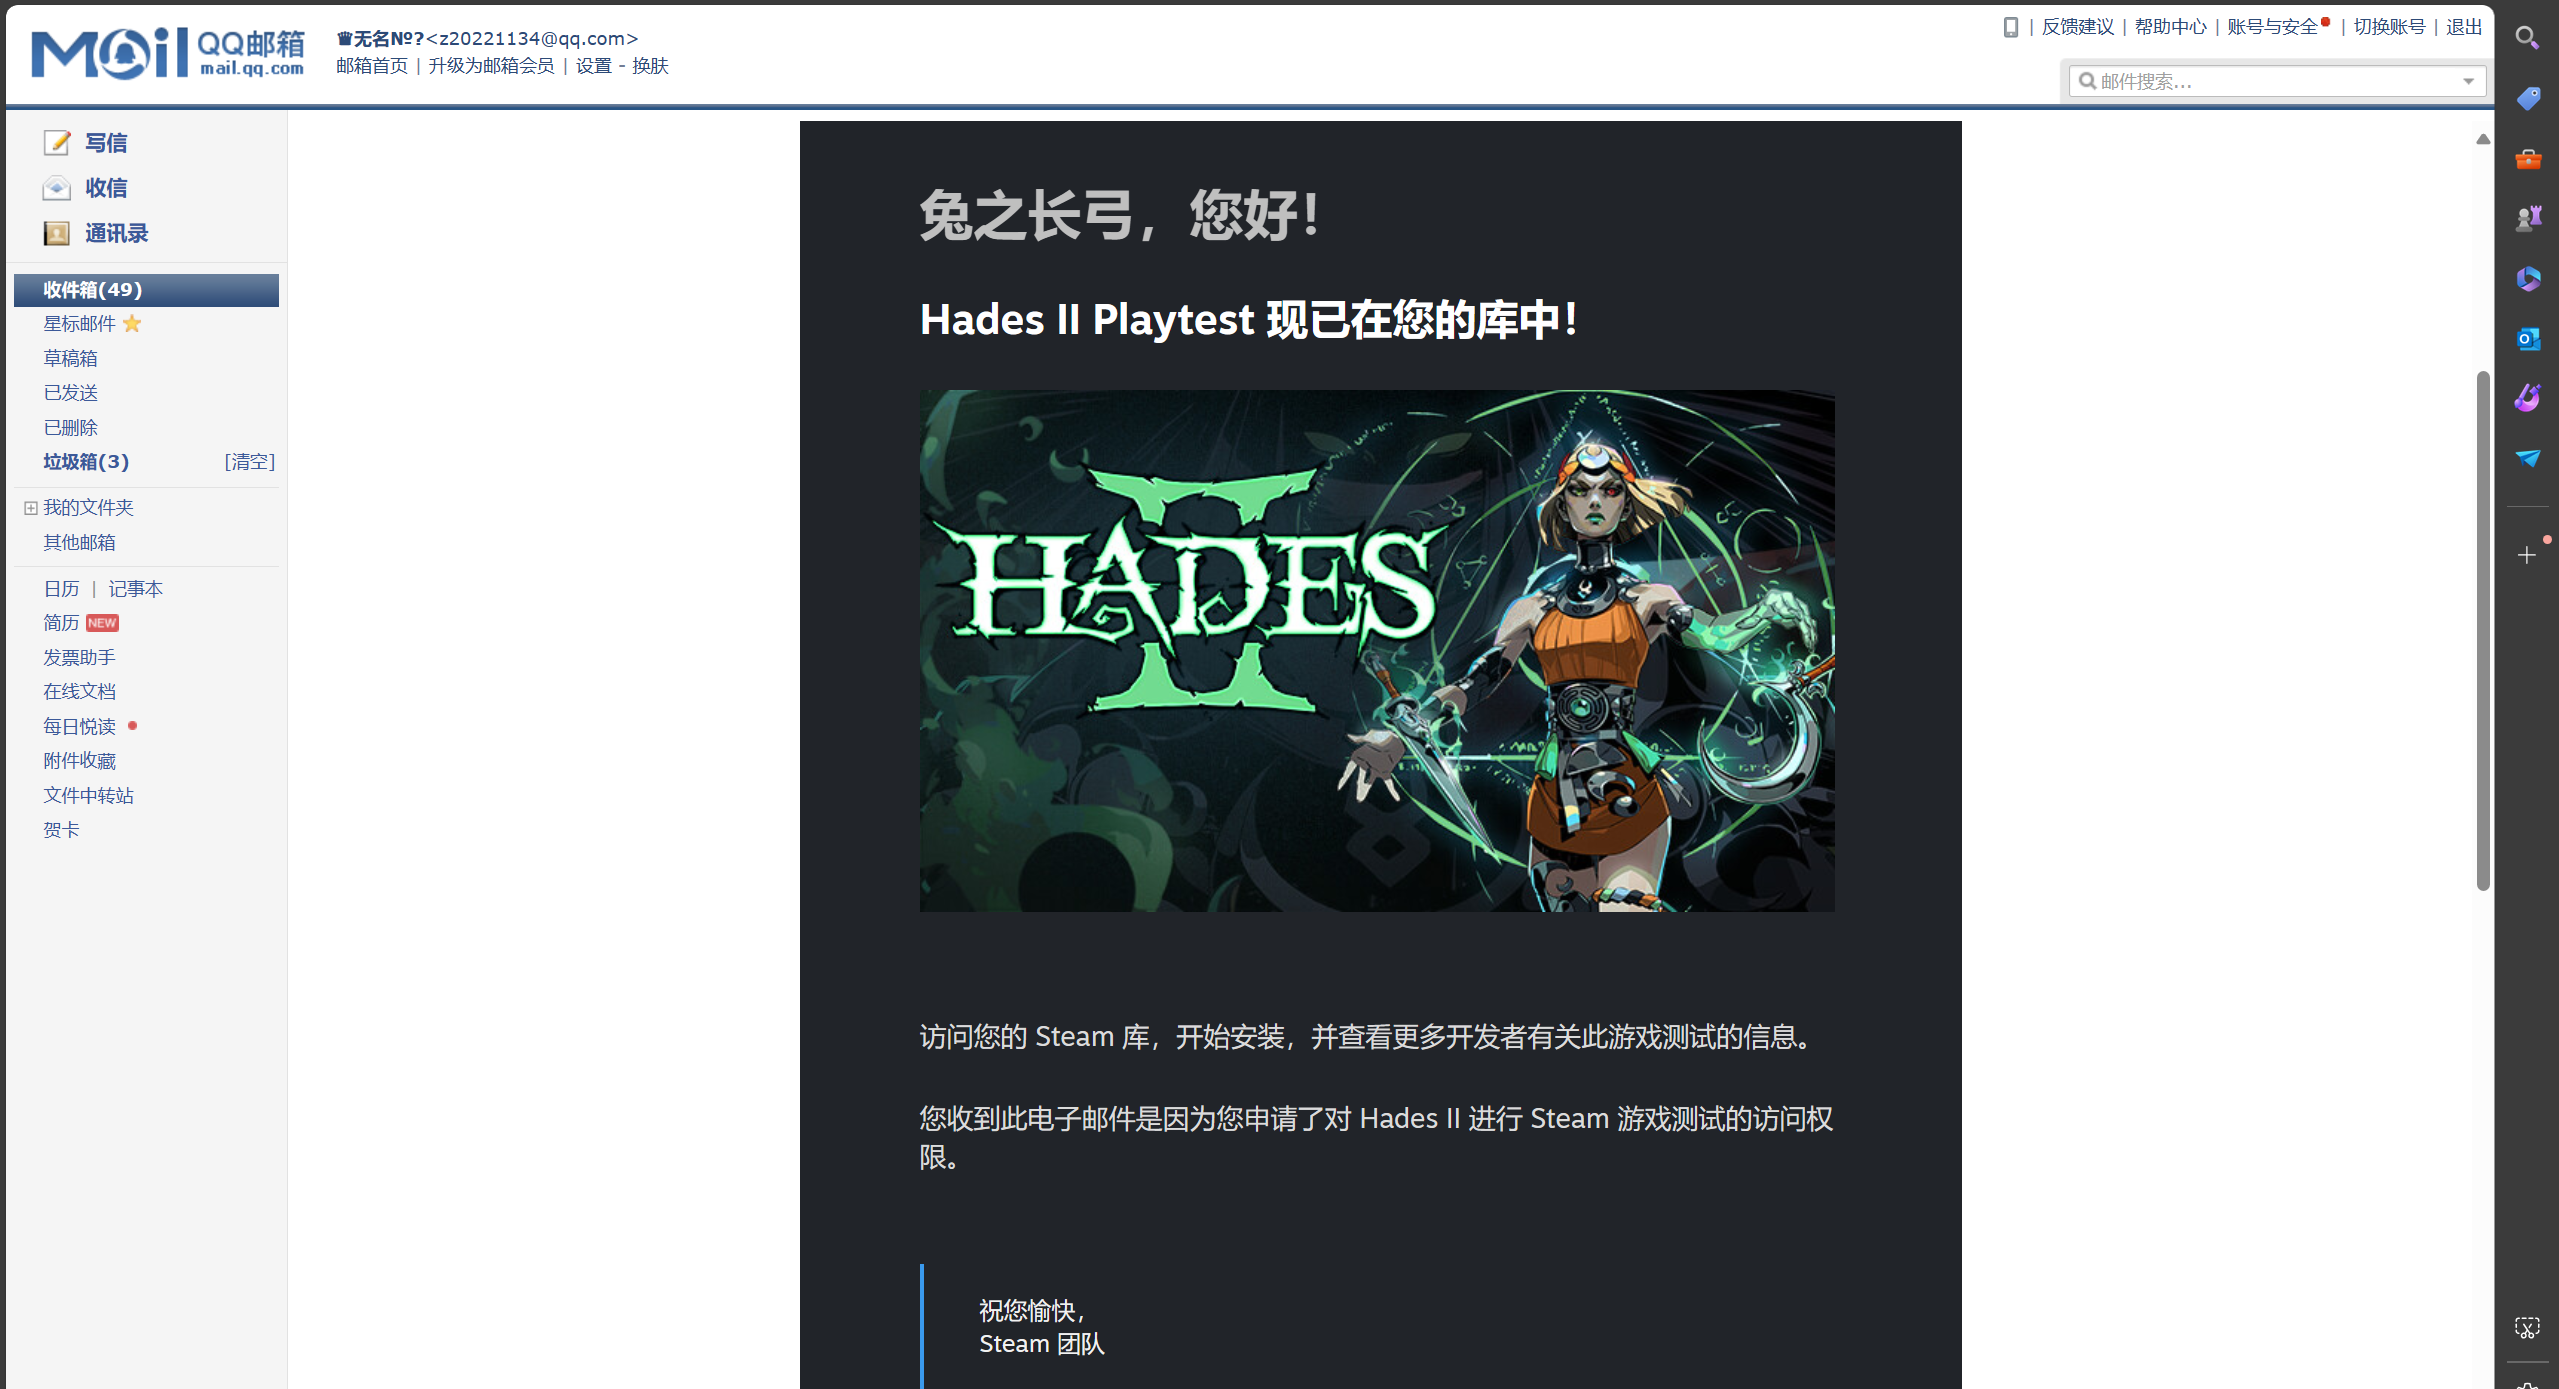 Mail QQ邮箱
mail.qq.com
♛无名№?<z20221134@qq.com>
邮箱首页 | 升级为邮箱会员 | 设置 - 换肤
| 反馈建议 | 帮助中心 | 账号与安全 | 切换账号 | 退出
邮件搜索...
写信
收信
通讯录
收件箱(49)
星标邮件
草稿箱
已发送
已删除
垃圾箱(3) [清空]
我的文件夹
其他邮箱
日历 | 记事本
简历 NEW
发票助手
在线文档
每日悦读
附件收藏
文件中转站
贺卡
兔之长弓，您好！
Hades II Playtest 现已在您的库中！
HADES
II
访问您的 Steam 库，开始安装，并查看更多开发者有关此游戏测试的信息。
您收到此电子邮件是因为您申请了对 Hades II 进行 Steam 游戏测试的访问权
限。
祝您愉快，
Steam 团队